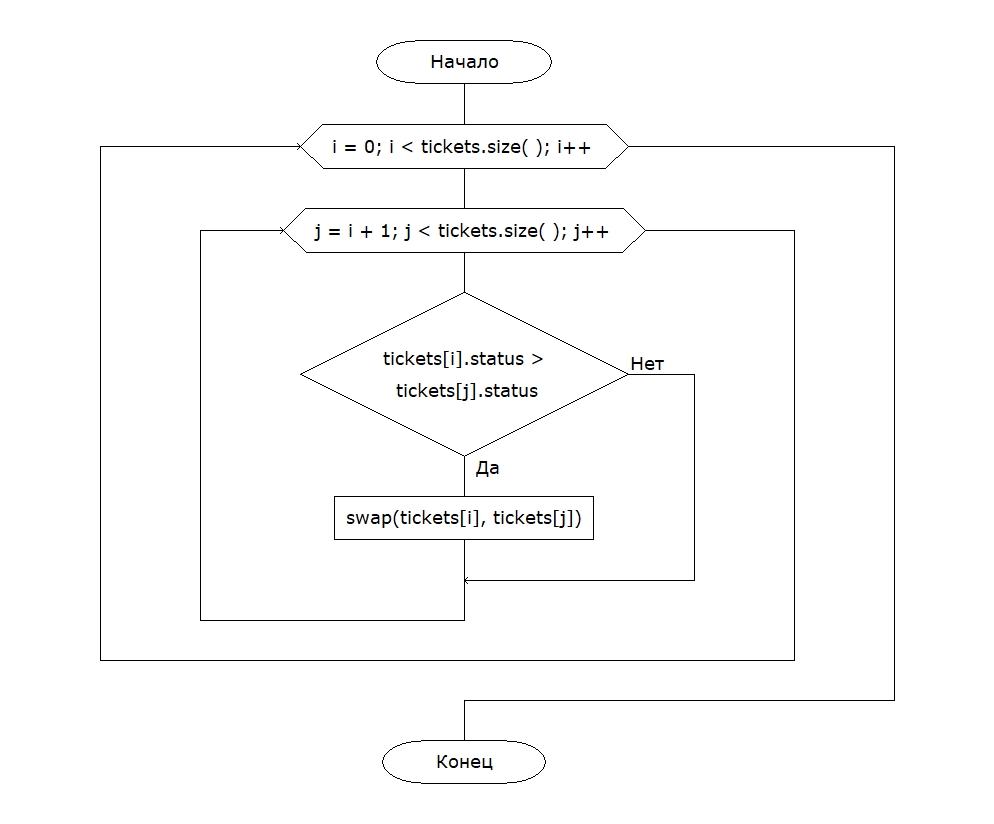 Начало
i = 0; i < tickets.size( ); i++
j = i + 1; j < tickets.size( ); j++
tickets[i].status >
tickets[j].status
Нет
Да
swap(tickets[i], tickets[j])
Конец